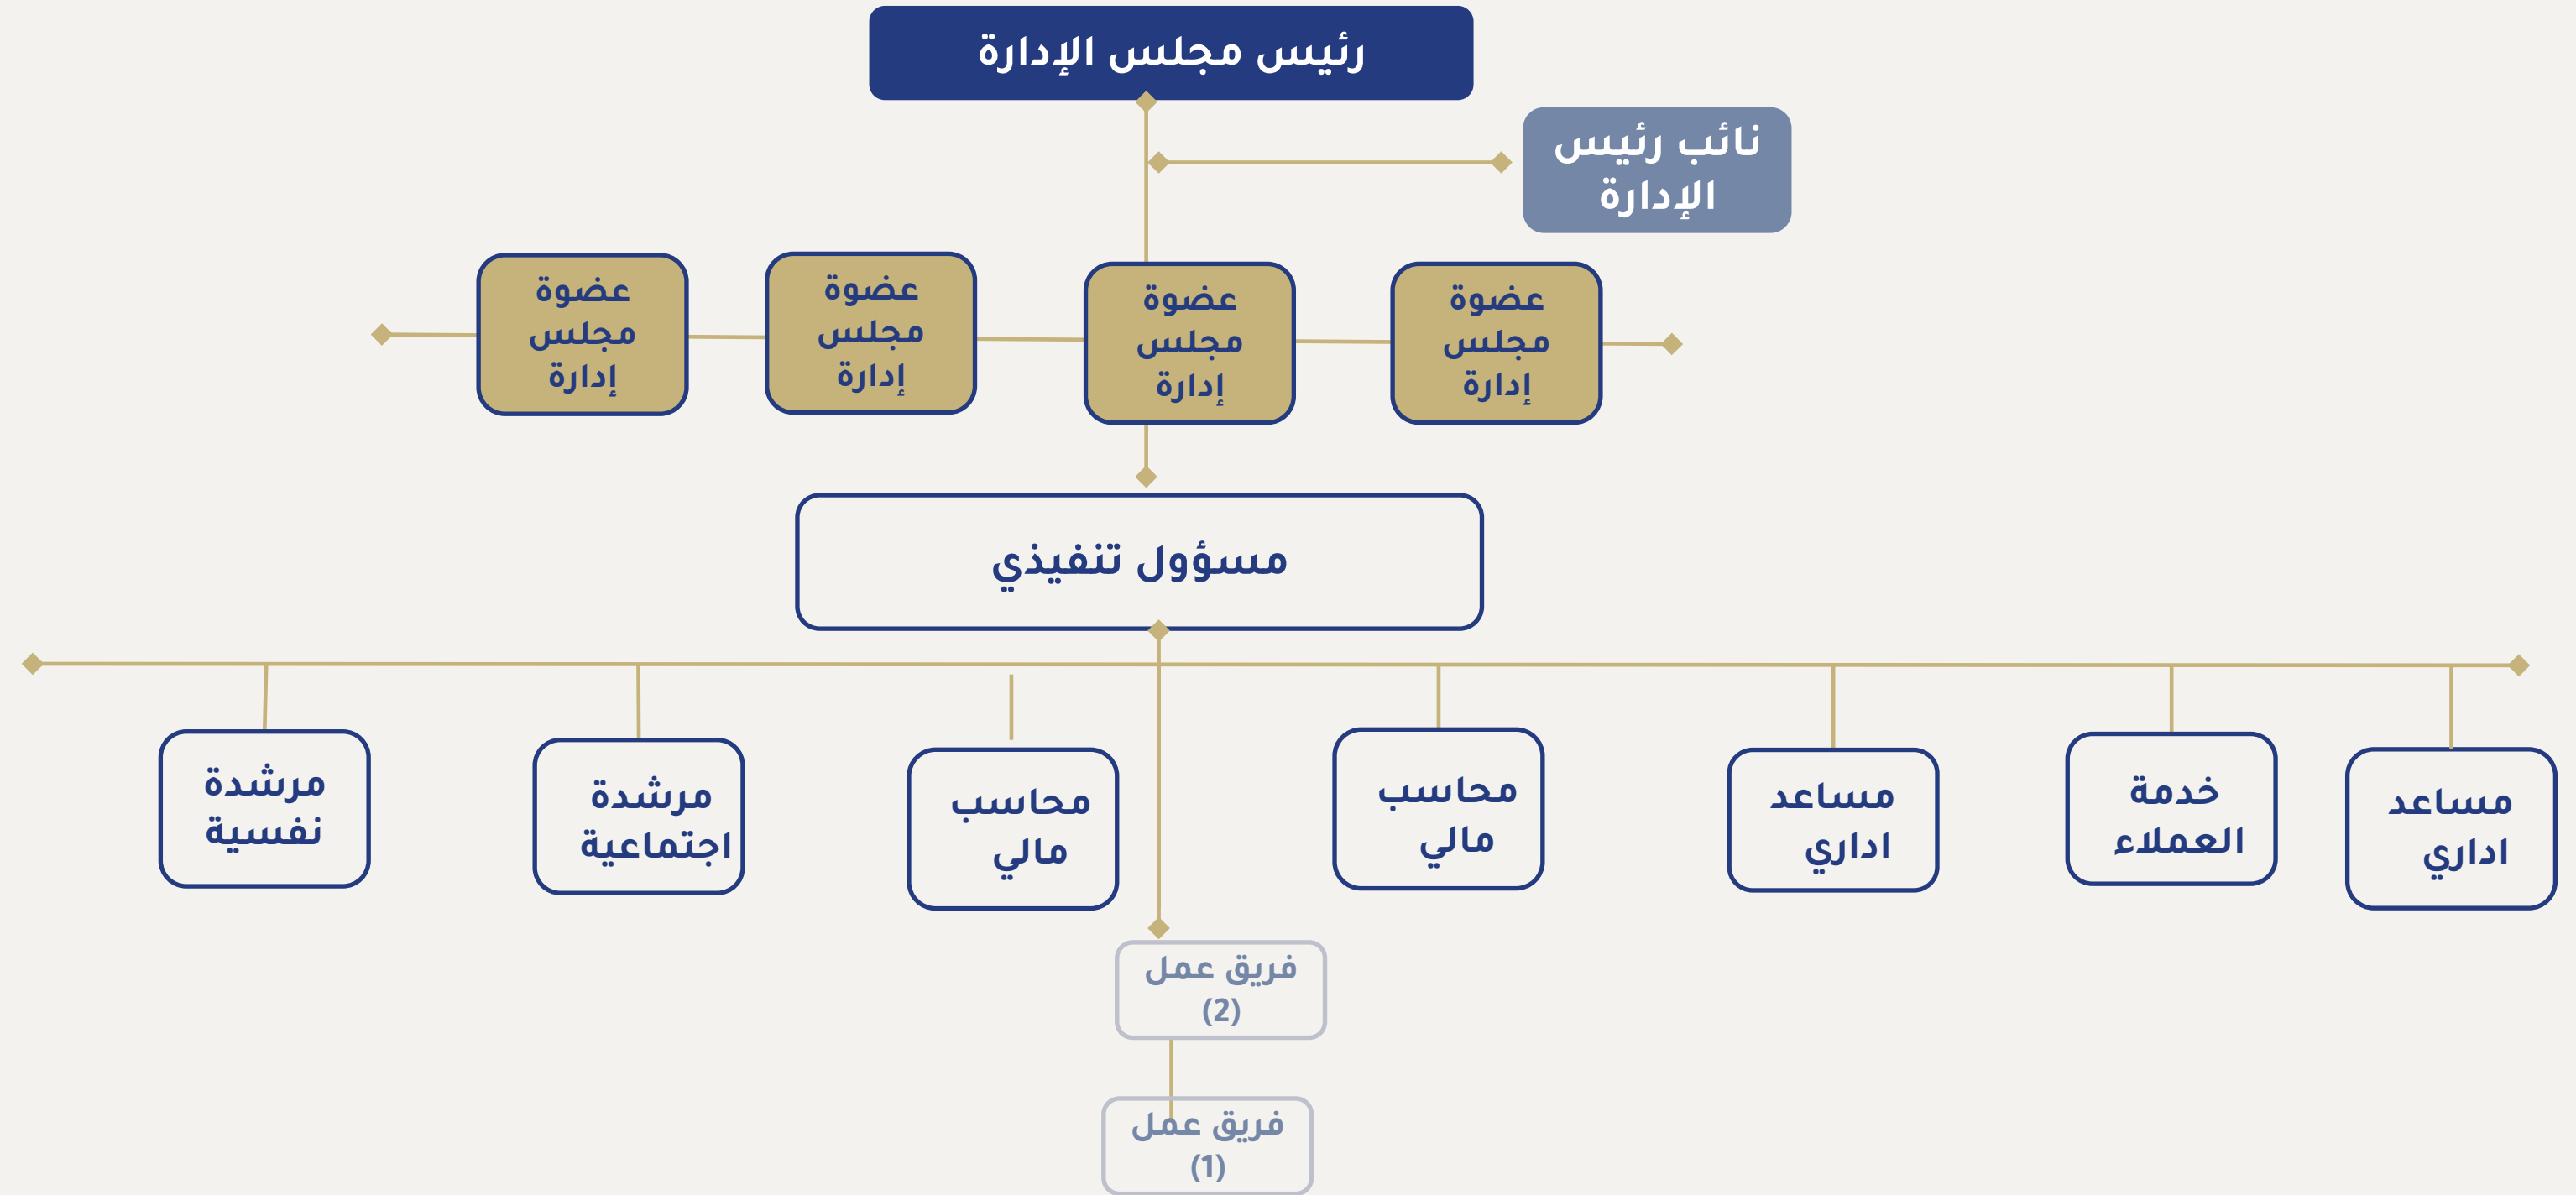 رئيس مجلس الإدارة
نائب رئيس
الإدارة
عضوة
مجلس
إدارة
عضوة
مجلس
إدارة
عضوة
مجلس
إدارة
عضوة
مجلس
إدارة
مسؤول تنفيذي
مساعد
اداري
خدمة
العملاء
مساعد
اداري
محاسب
مالي
محاسب
مالي
مرشدة
اجتماعية
مرشدة
نفسية
فريق عمل
(2)
فريق عمل
(1)